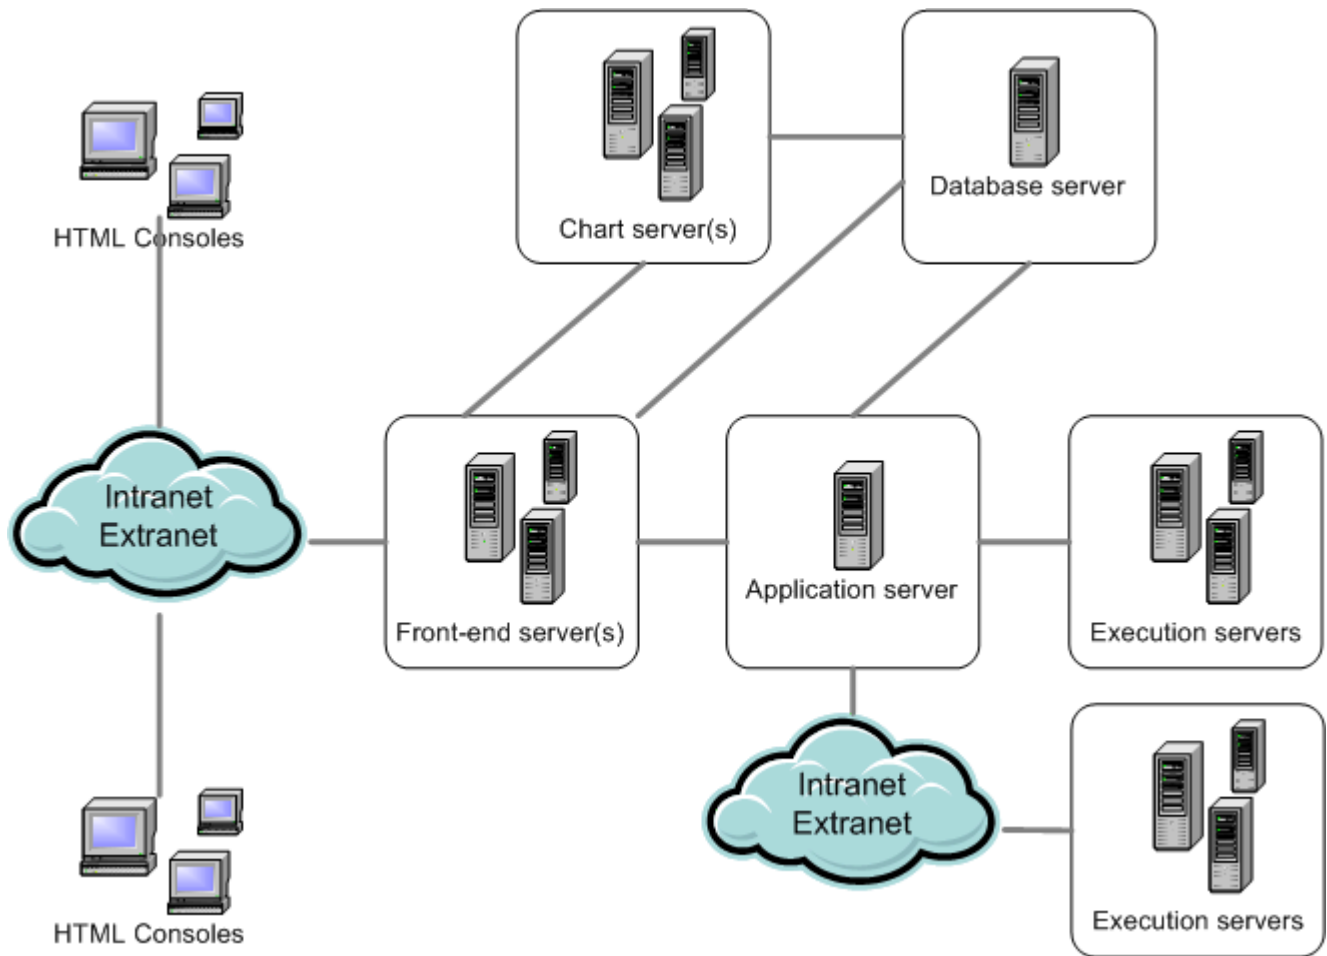 HTML Consoles
Chart server(s)
Database server
Intranet
Extranet
Front-end server(s)
Application server
Execution servers
Intranet
Extranet
Execution servers
HTML Consoles